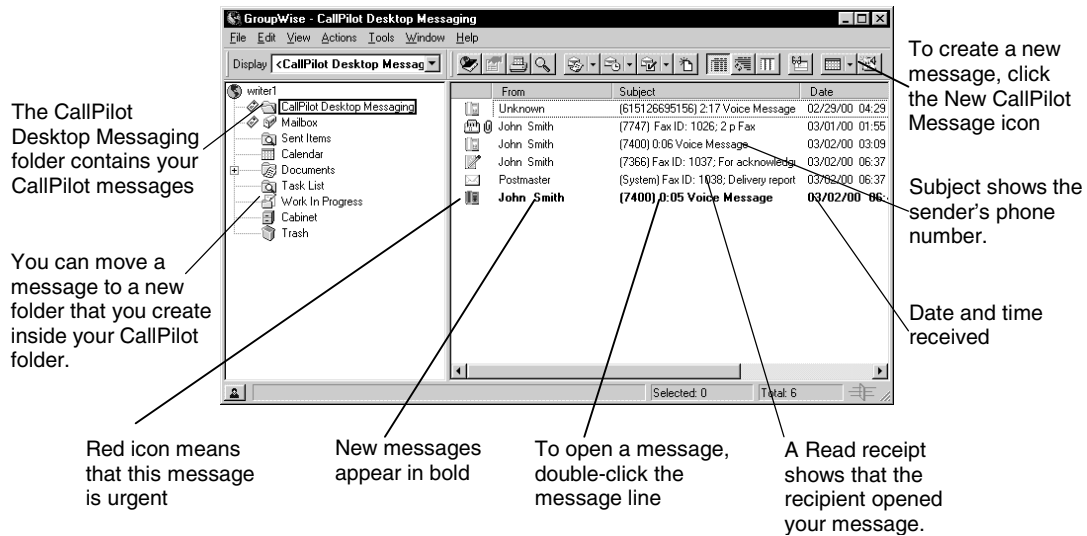 GroupWise - CallPilot Desktop Messaging
File Edit View Actions Tools Window Help
Display <CallPilot Desktop Messag
writer1
CallPilot Desktop Messaging
Mailbox
Sent Items
Calendar
Documents
Task List
Work In Progress
Cabinet
Trash
From Subject Date
Unknown (615126695156) 2:17 Voice Message 02/29/00 04:29
John Smith (7747) Fax ID: 1026; 2 p Fax 03/01/00 01:55
John Smith (7400) 0:06 Voice Message 03/02/00 03:09
John Smith (7366) Fax ID: 1037; For acknowledg 03/02/00 06:37
Postmaster (System) Fax ID: 1038; Delivery report 03/02/00 06:37
John Smith (7400) 0:05 Voice Message 03/02/00 06:
Selected: 0 Total: 6
The CallPilot
Desktop Messaging
folder contains your
CallPilot messages
You can move a
message to a new
folder that you create
inside your CallPilot
folder.
Red icon means
that this message
is urgent
New messages
appear in bold
To open a message,
double-click the
message line
A Read receipt
shows that the
recipient opened
your message.
To create a new
message, click
the New CallPilot
Message icon
Subject shows the
sender's phone
number.
Date and time
received